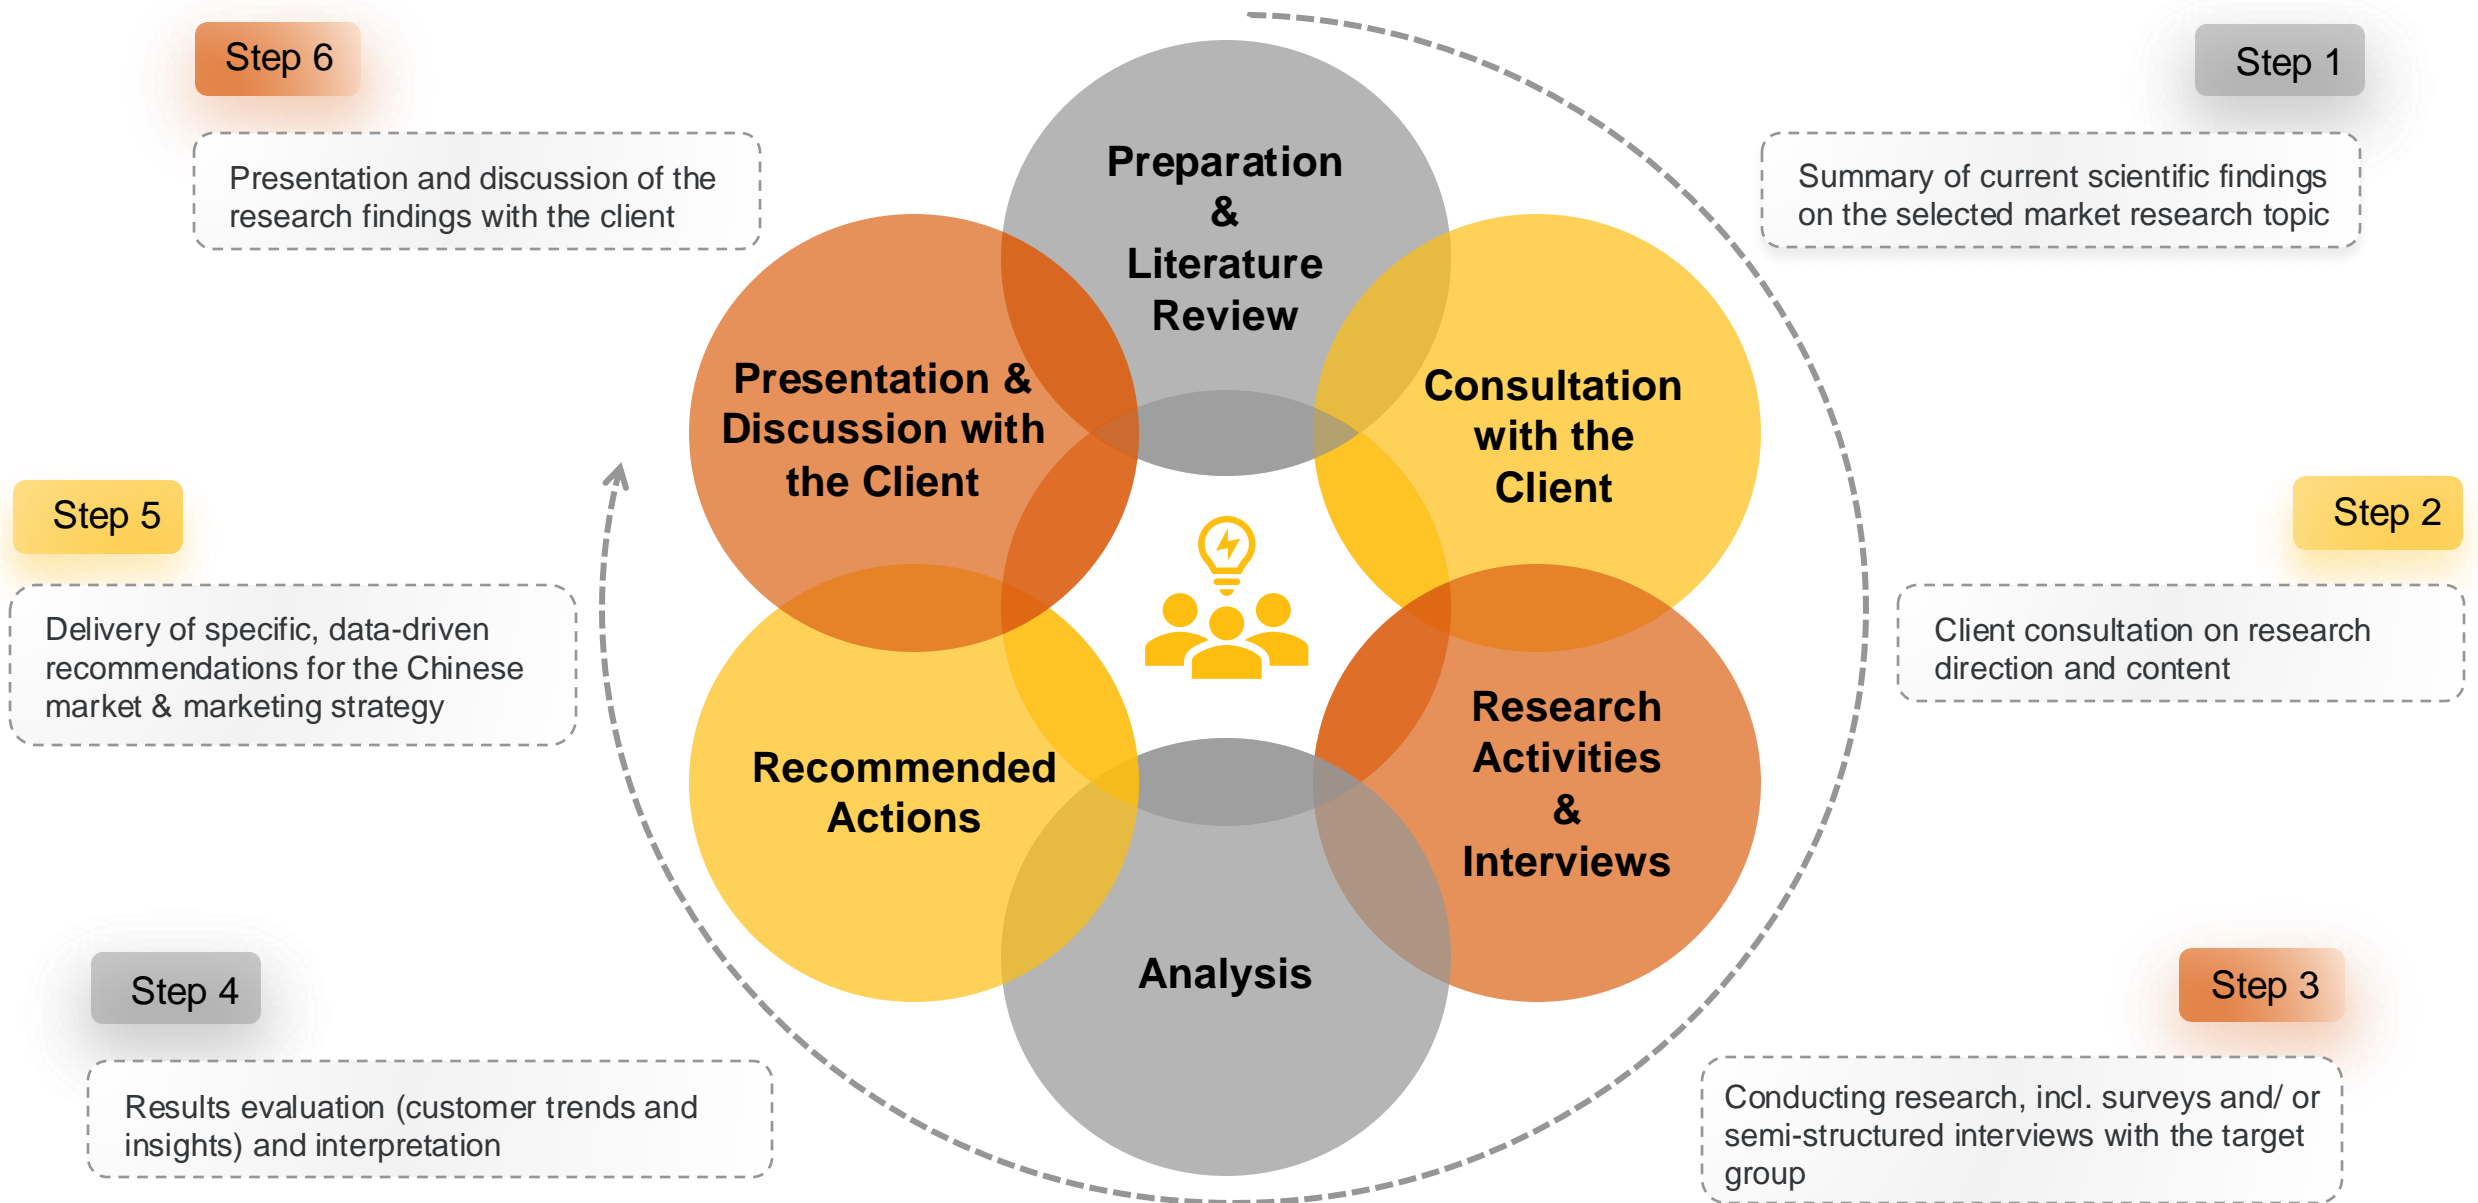 Step 1
Summary of current scientific findings
on the selected market research topic
Step 2
Client consultation on research
direction and content
Step 3
Conducting research, incl. surveys and/ or
semi-structured interviews with the target
group
Step 4
Results evaluation (customer trends and
insights) and interpretation
Step 5
Delivery of specific, data-driven
recommendations for the Chinese
market & marketing strategy
Step 6
Presentation and discussion of the
research findings with the client
Preparation
&
Literature
Review
Consultation
with the
Client
Research
Activities
&
Interviews
Analysis
Recommended
Actions
Presentation &
Discussion with
the Client